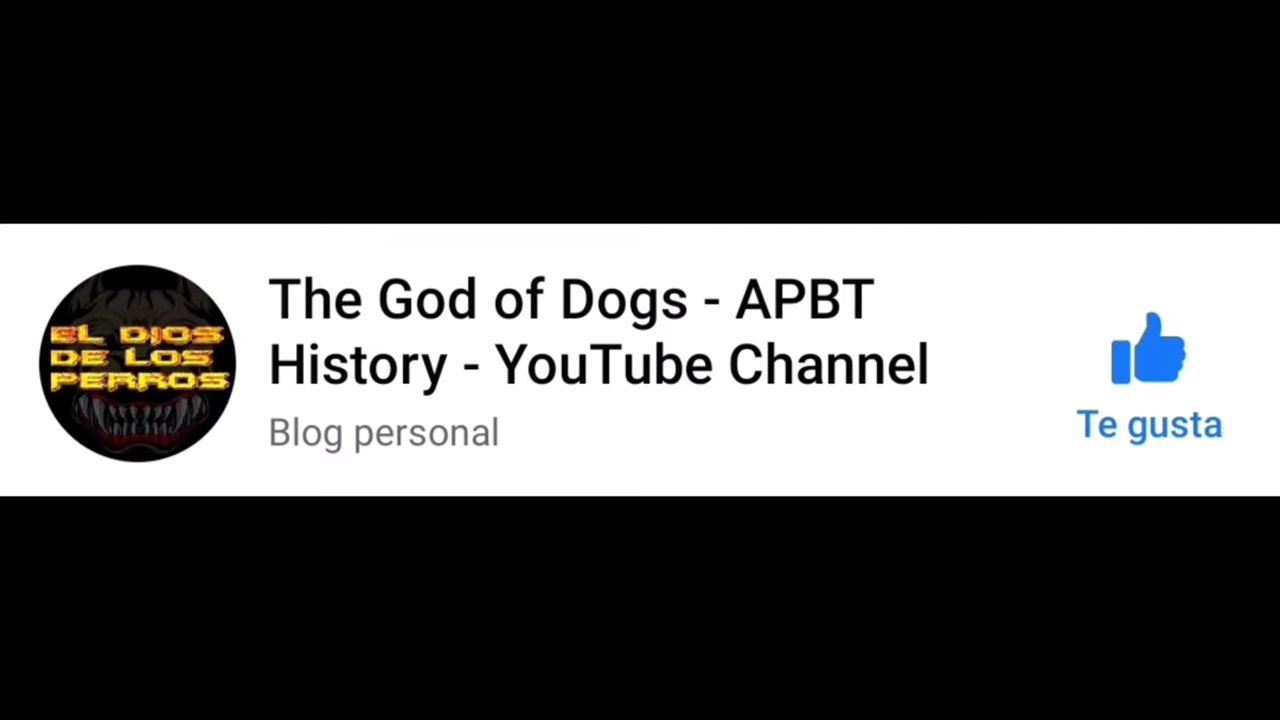 EL DIOS
DE LOS
PERROS
The God of Dogs - APBT
History - YouTube Channel
Blog personal
Te gusta